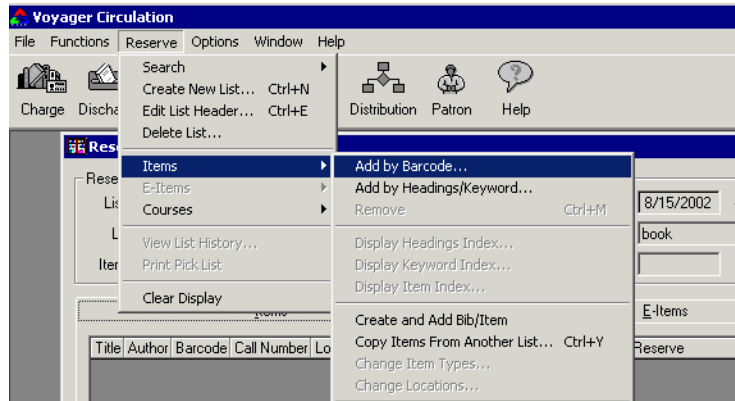 Voyager Circulation
File Functions Reserve Options Window Help
Charge Discha Distribution Patron Help
Search
Create New List... Ctrl+N
Edit List Header... Ctrl+E
Delete List...
Items
E-Items
Courses
View List History...
Print Pick List
Clear Display
Add by Barcode...
Add by Headings/Keyword...
Remove Ctrl+M
Display Headings Index...
Display Keyword Index...
Display Item Index...
Create and Add Bib/Item
Copy Items From Another List... Ctrl+Y
Change Item Types...
Change Locations...
Rese
Rese
Lis
L
Iter
8/15/2002
book
E-Items
Title Author Barcode Call Number Lo Reserve